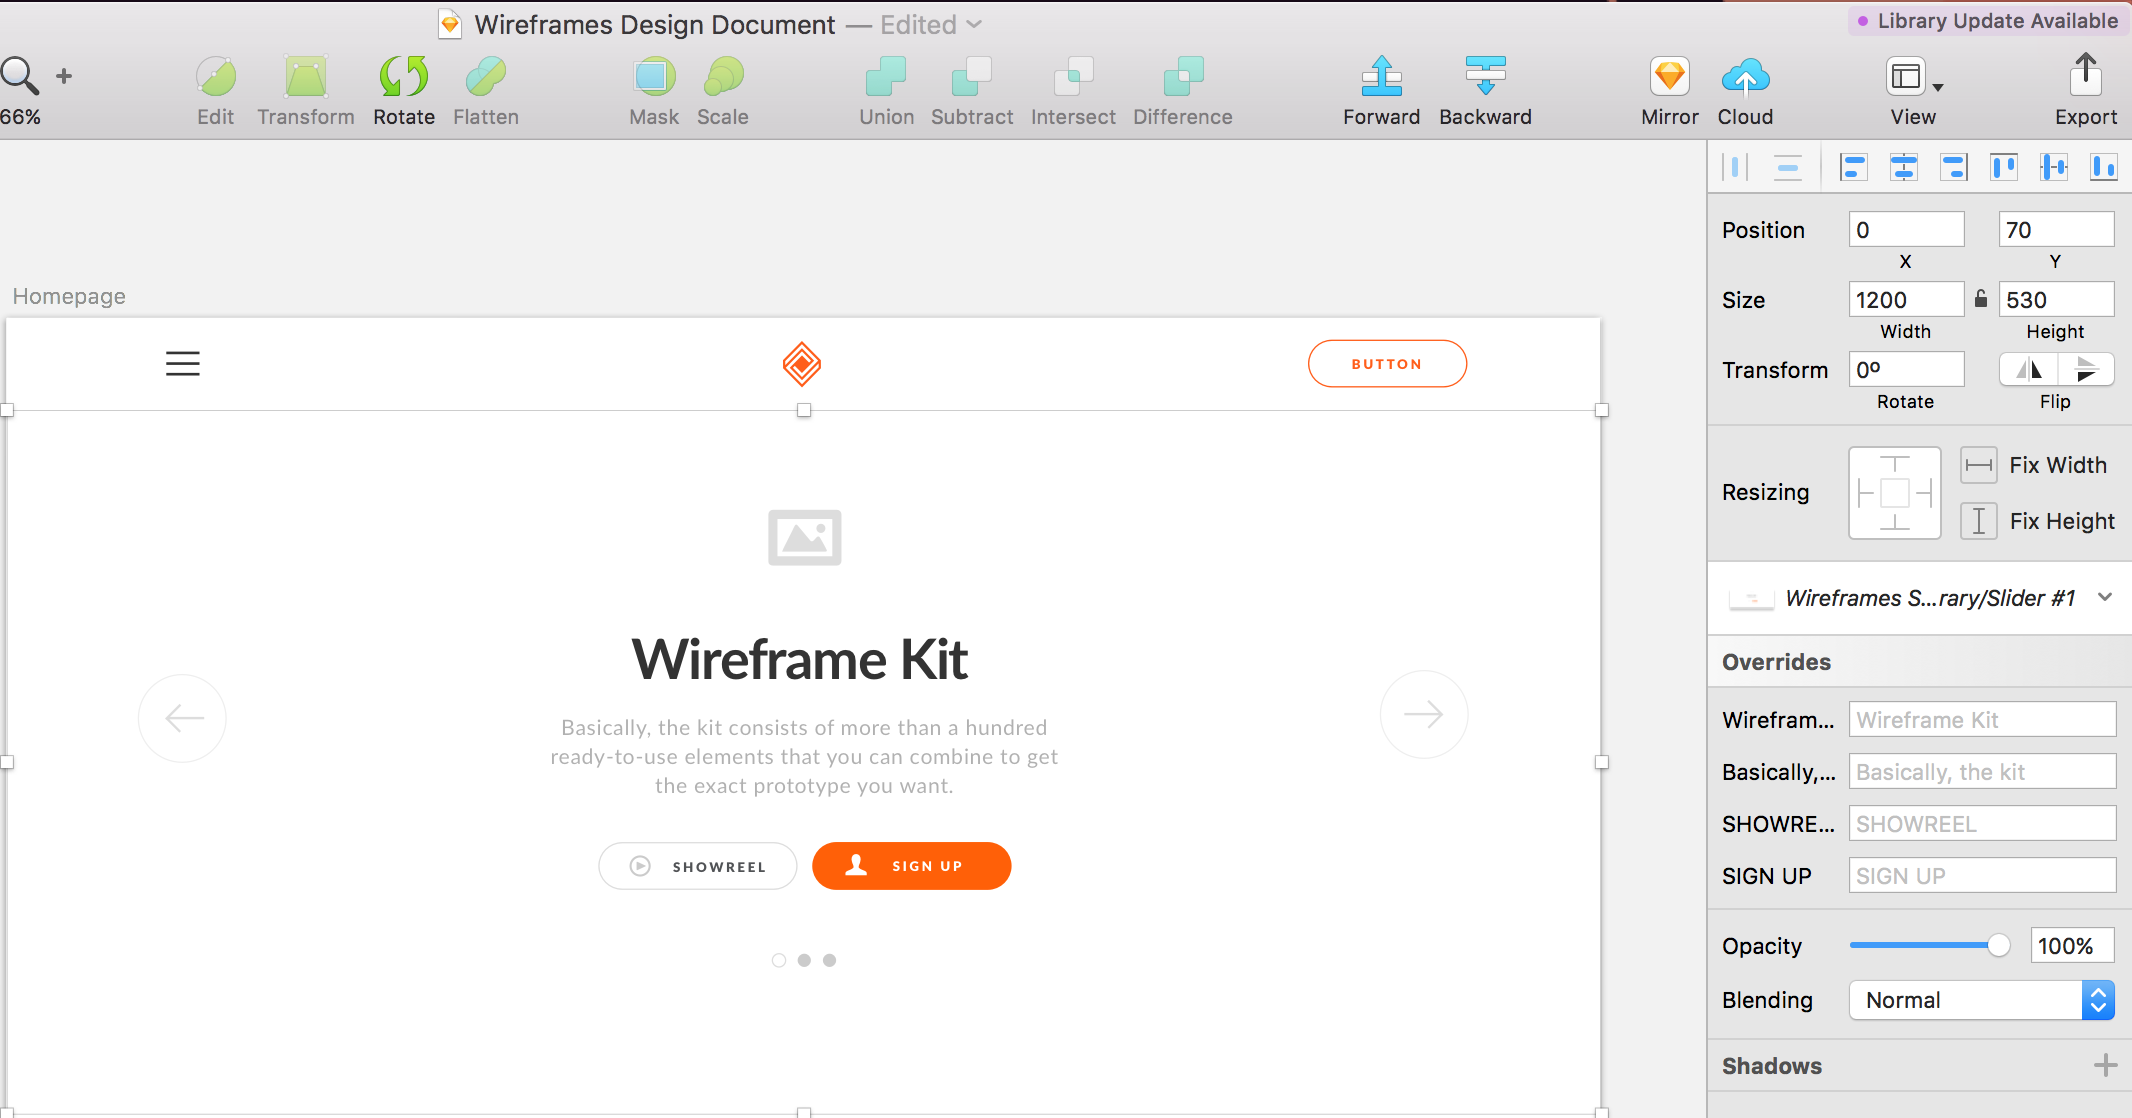 Wireframes Design Document — Edited
Library Update Available
66%
Edit
Transform
Rotate
Flatten
Mask
Scale
Union
Subtract
Intersect
Difference
Forward
Backward
Mirror
Cloud
View
Export
Homepage
BUTTON
Wireframe Kit
Basically, the kit consists of more than a hundred
ready-to-use elements that you can combine to get
the exact prototype you want.
SHOWREEL
SIGN UP
Position 0 70
X Y
Size 1200 530
Width Height
Transform 0º
Rotate Flip
Resizing
Fix Width
Fix Height
Wireframes S...rary/Slider #1
Overrides
Wirefram... Wireframe Kit
Basically,... Basically, the kit
SHOWRE... SHOWREEL
SIGN UP SIGN UP
Opacity 100%
Blending Normal
Shadows